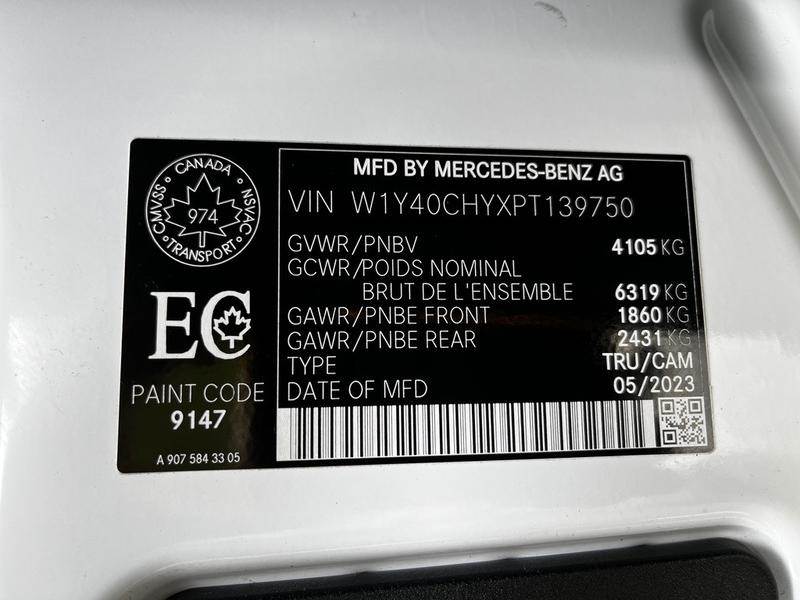 CANADA
CMVSS
NSVAC
974
TRANSPORT
EC
PAINT CODE
9147
A 907 584 33 05
MFD BY MERCEDES-BENZ AG
VIN W1Y40CHYXPT139750
GVWR/PNBV 4105 KG
GCWR/POIDS NOMINAL
BRUT DE L'ENSEMBLE 6319 KG
GAWR/PNBE FRONT 1860 KG
GAWR/PNBE REAR 2431 KG
TYPE TRU/CAM
DATE OF MFD 05/2023